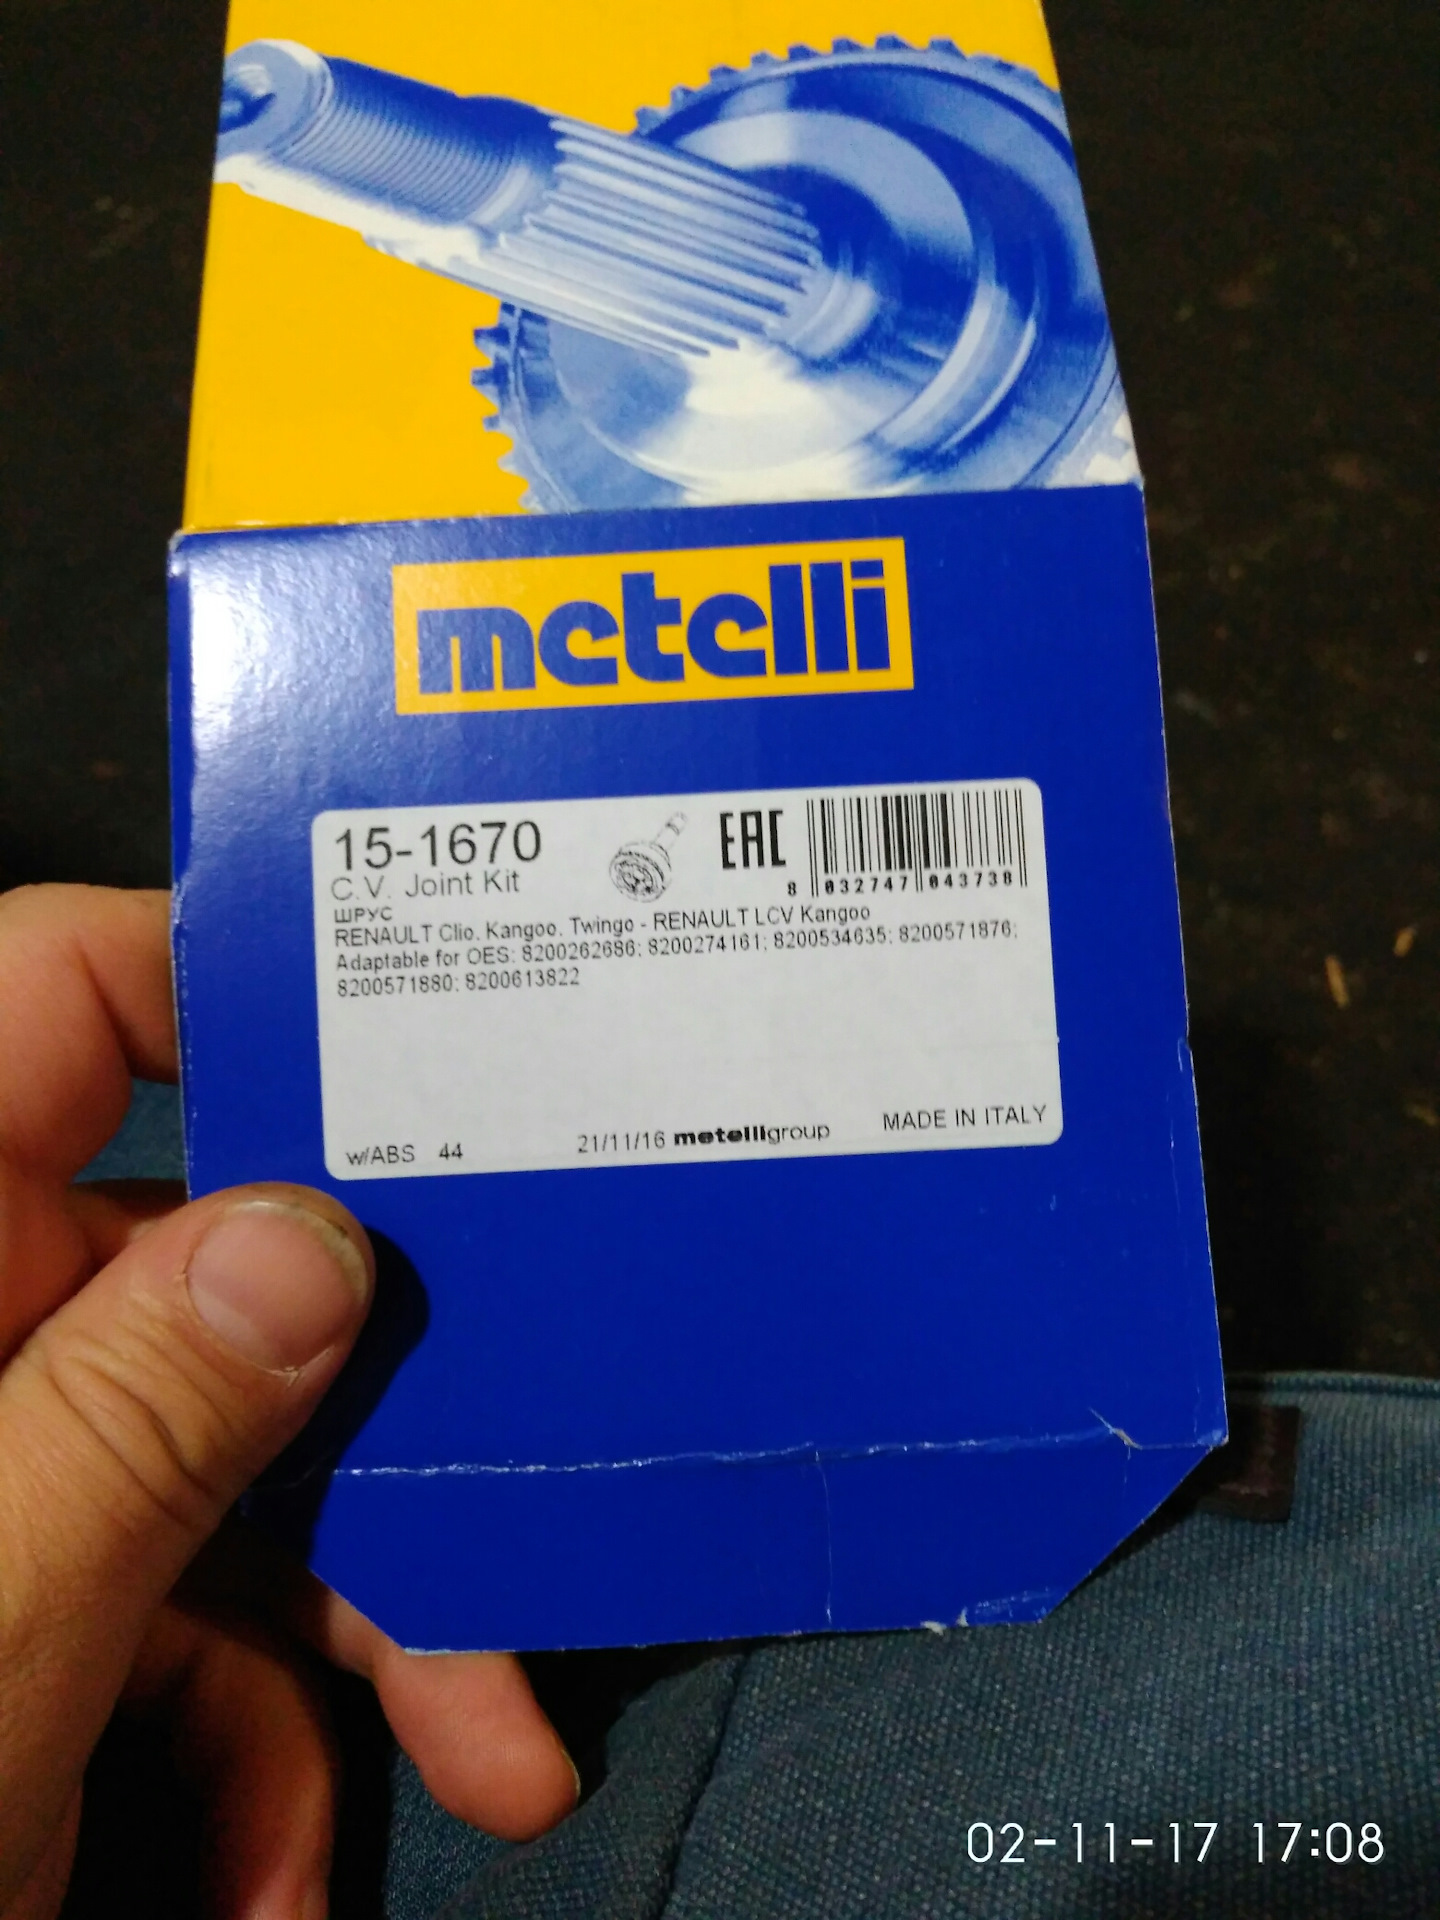 metelli
15-1670
C.V. Joint Kit
EAC
8 032747 043738
ШРУС
RENAULT Clio, Kangoo, Twingo - RENAULT LCV Kangoo
Adaptable for OES: 8200262686; 8200274161; 8200534635; 8200571876;
8200571880; 8200613822
w/ABS 44
21/11/16 metelligroup
MADE IN ITALY
02-11-17 17:08